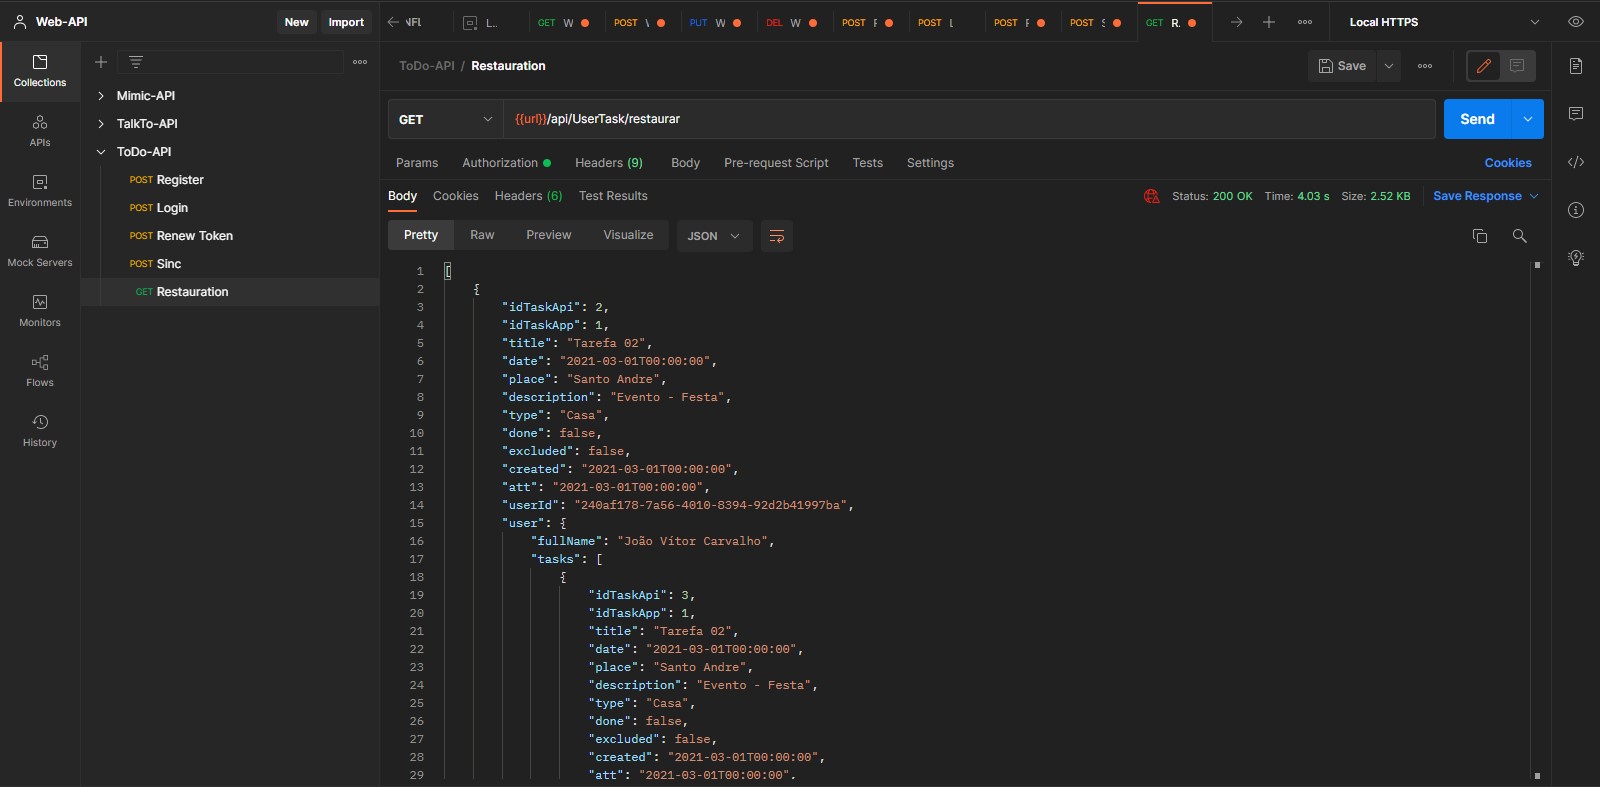 Web-API
New
Import
NFL
L..
GET W
POST
PUT W
DEL W
POST
POST
POST
POST
GET R.
Local HTTPS
Collections
APIs
Environments
Mock Servers
Monitors
Flows
History
Mimic-API
TalkTo-API
ToDo-API
POST Register
POST Login
POST Renew Token
POST Sinc
GET Restauration
ToDo-API / Restauration
Save
GET
{{url}}/api/UserTask/restaurar
Send
Params Authorization Headers (9) Body Pre-request Script Tests Settings
Cookies
Body Cookies Headers (6) Test Results
Status: 200 OK Time: 4.03 s Size: 2.52 KB
Save Response
Pretty Raw Preview Visualize JSON
1 [
2 {
3 "idTaskApi": 2,
4 "idTaskApp": 1,
5 "title": "Tarefa 02",
6 "date": "2021-03-01T00:00:00",
7 "place": "Santo Andre",
8 "description": "Evento - Festa",
9 "type": "Casa",
10 "done": false,
11 "excluded": false,
12 "created": "2021-03-01T00:00:00",
13 "att": "2021-03-01T00:00:00",
14 "userId": "240af178-7a56-4010-8394-92d2b41997ba",
15 "user": {
16 "fullName": "João Vítor Carvalho",
17 "tasks": [
18 {
19 "idTaskApi": 3,
20 "idTaskApp": 1,
21 "title": "Tarefa 02",
22 "date": "2021-03-01T00:00:00",
23 "place": "Santo Andre",
24 "description": "Evento - Festa",
25 "type": "Casa",
26 "done": false,
27 "excluded": false,
28 "created": "2021-03-01T00:00:00",
29 "att": "2021-03-01T00:00:00",